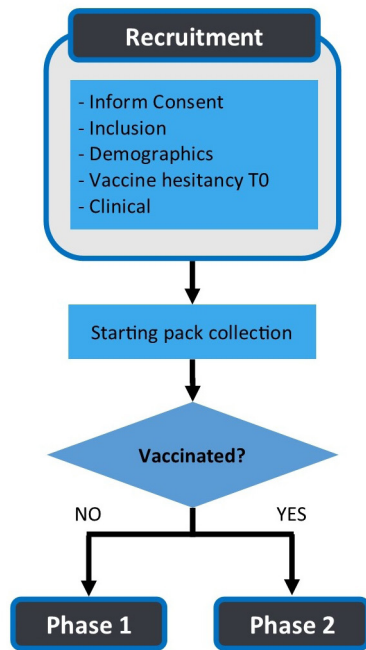 Recruitment
- Inform Consent
- Inclusion
- Demographics
- Vaccine hesitancy T0
- Clinical
Starting pack collection
Vaccinated?
NO YES
Phase 1 Phase 2